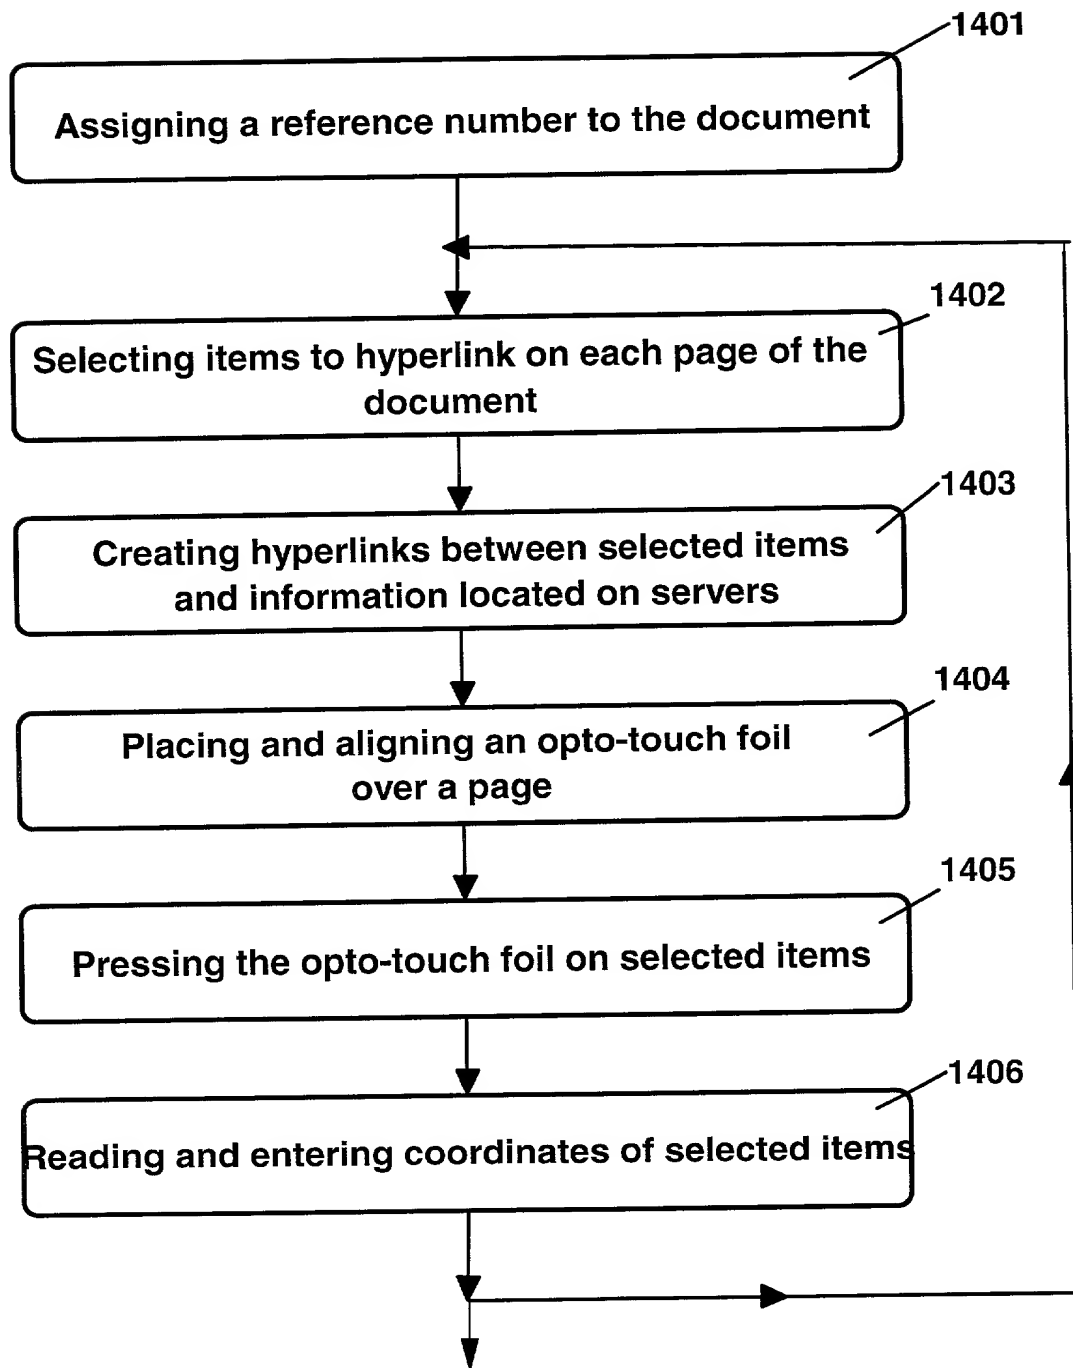 1401
Assigning a reference number to the document
1402
Selecting items to hyperlink on each page of the
document
1403
Creating hyperlinks between selected items
and information located on servers
1404
Placing and aligning an opto-touch foil
over a page
1405
Pressing the opto-touch foil on selected items
1406
Reading and entering coordinates of selected items